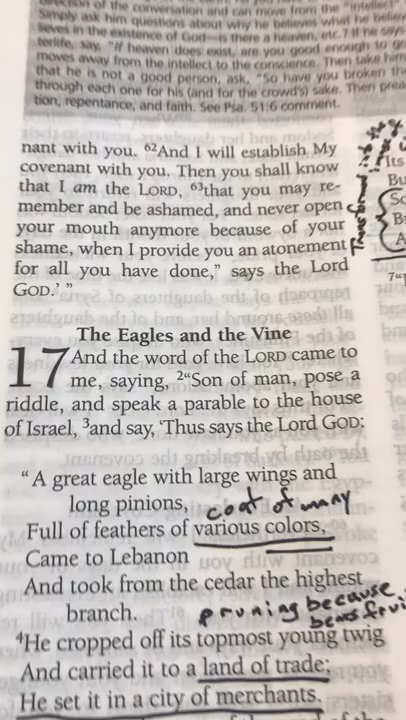 direction of the conversation and can move from the "intellect"
Simply ask him questions about why he believes what he believes
lieves in the existence of God—is there a heaven, etc.? If he says
terlife, say, "If heaven does exist, are you good enough to go
moves away from the intellect to the conscience. Then take him
that he is not a good person, ask, "So have you broken the
through each one for his (and for the crowd's) sake. Then
tion, repentance, and faith. See Psa. 51:6 comment.
nant with you. 62And I will establish My
covenant with you. Then you shall know
that I am the LORD, 63that you may re-
member and be ashamed, and never open
your mouth anymore because of your
shame, when I provide you an atonement
for all you have done," says the Lord
GOD.' "
Its
Bu
So
A
7"
The Eagles and the Vine
17 And the word of the LORD came to
me, saying, 2"Son of man, pose a
riddle, and speak a parable to the house
of Israel, 3and say, 'Thus says the Lord GOD:
"A great eagle with large wings and
long pinions,
coat of many
Full of feathers of various colors,
Came to Lebanon
And took from the cedar the highest
branch.
pruning because
bears frui
4He cropped off its topmost young twig
And carried it to a land of trade;
He set it in a city of merchants.